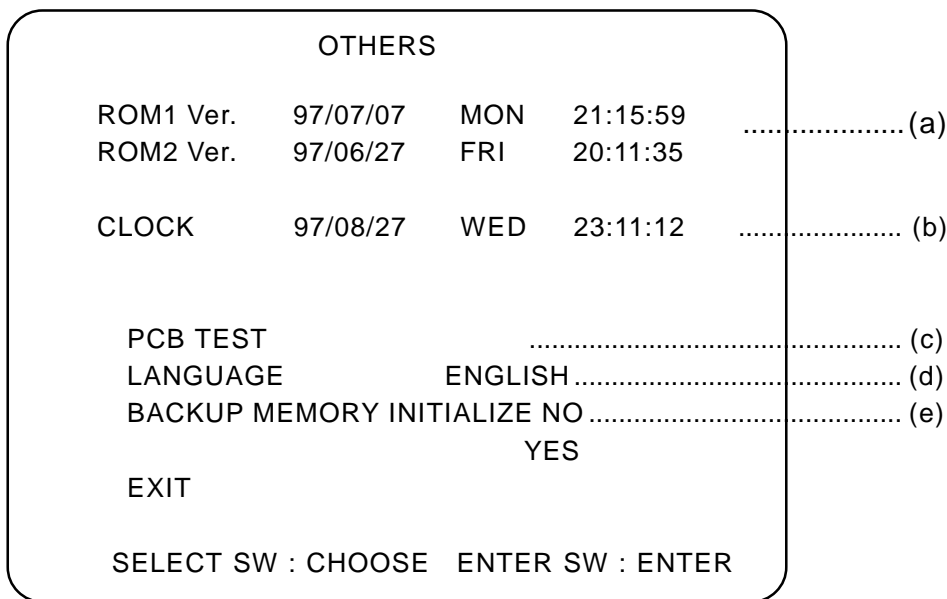 OTHERS
ROM1 Ver. 97/07/07 MON 21:15:59 ....................(a)
ROM2 Ver. 97/06/27 FRI 20:11:35
CLOCK 97/08/27 WED 23:11:12 ...................... (b)
PCB TEST .................................................. (c)
LANGUAGE ENGLISH............................................ (d)
BACKUP MEMORY INITIALIZE NO.......................................... (e)
YES
EXIT
SELECT SW : CHOOSE ENTER SW : ENTER